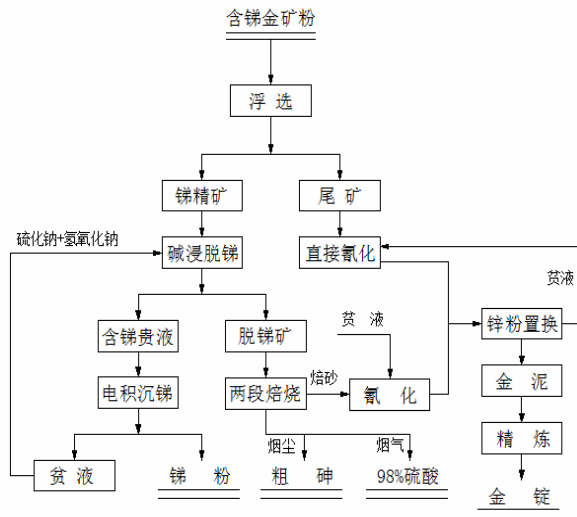 含锑金矿粉
浮 选
锑精矿
尾 矿
硫化钠+氢氧化钠
碱浸脱锑
直接氰化
贫液
含锑贵液
脱锑矿
贫 液
锌粉置换
电积沉锑
两段焙烧
焙砂
氰 化
金 泥
烟尘
烟气
精 炼
贫 液
锑 粉
粗 砷
98%硫酸
金 锭